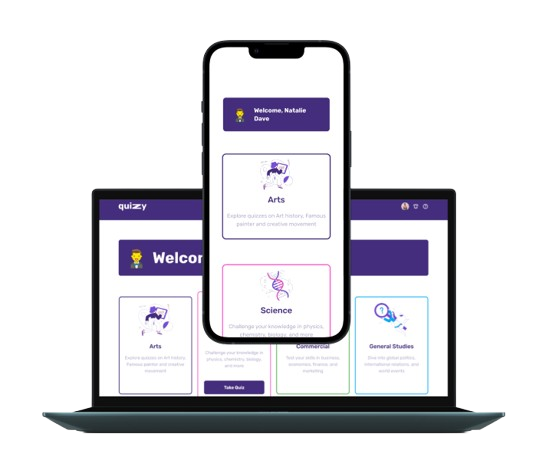 Welcome, Natalie
Dave
Arts
Explore quizzes on Art History, Famous
painter and creative movement
Science
Challenge your knowledge in physics,
chemistry, biology, and more
quizzy
Welcom
Arts
Explore quizzes on Art History,
Famous painter and creative
movement
Challenge your knowledge in
physics, chemistry, biology,
and more
Take Quiz
Commercial
Test your skills in business,
economics, finance and
marketing
General Studies
Dive into global politics,
international relations, and
world events